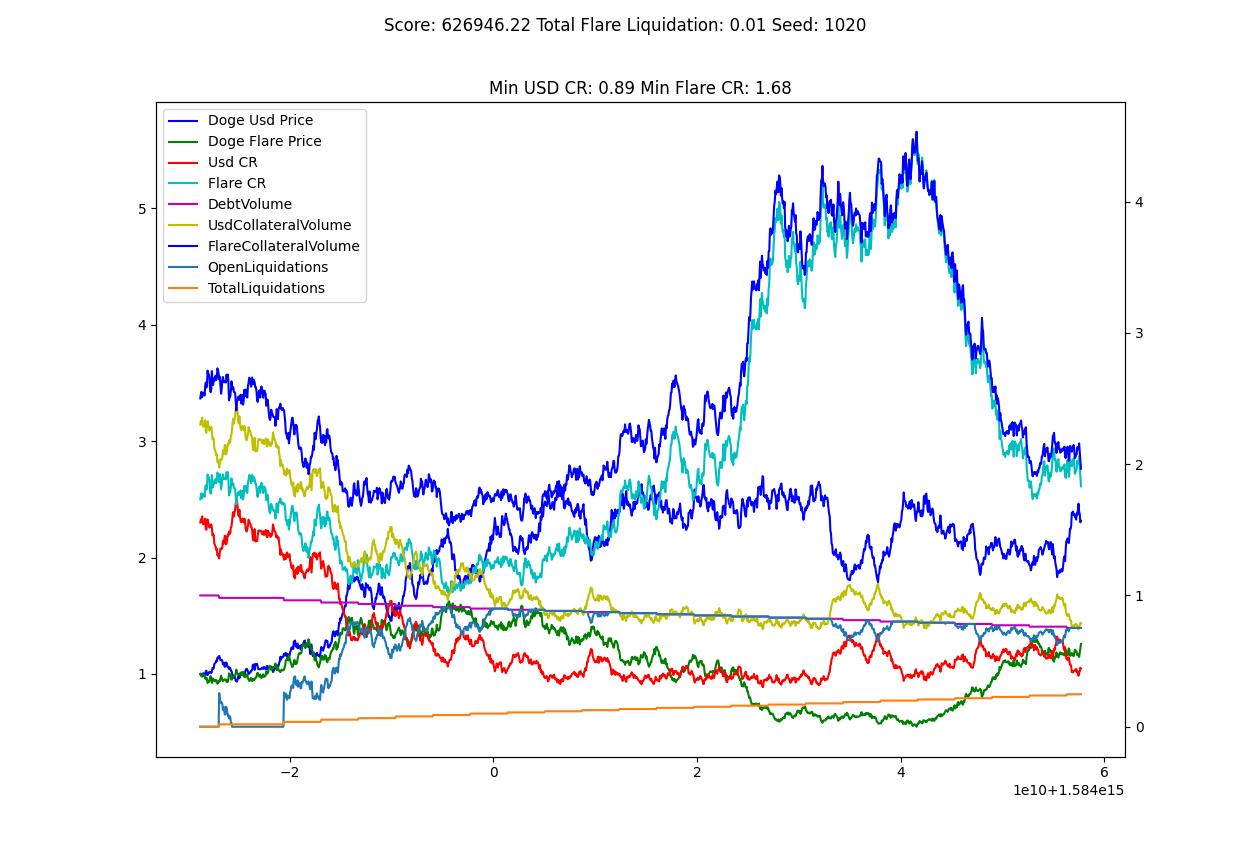 Score: 626946.22 Total Flare Liquidation: 0.01 Seed: 1020
Min USD CR: 0.89 Min Flare CR: 1.68
Doge Usd Price
Doge Flare Price
Usd CR
Flare CR
DebtVolume
UsdCollateralVolume
FlareCollateralVolume
OpenLiquidations
TotalLiquidations
5
4
3
2
1
4
3
2
1
0
−2
0
2
4
6
1e10+1.584e15